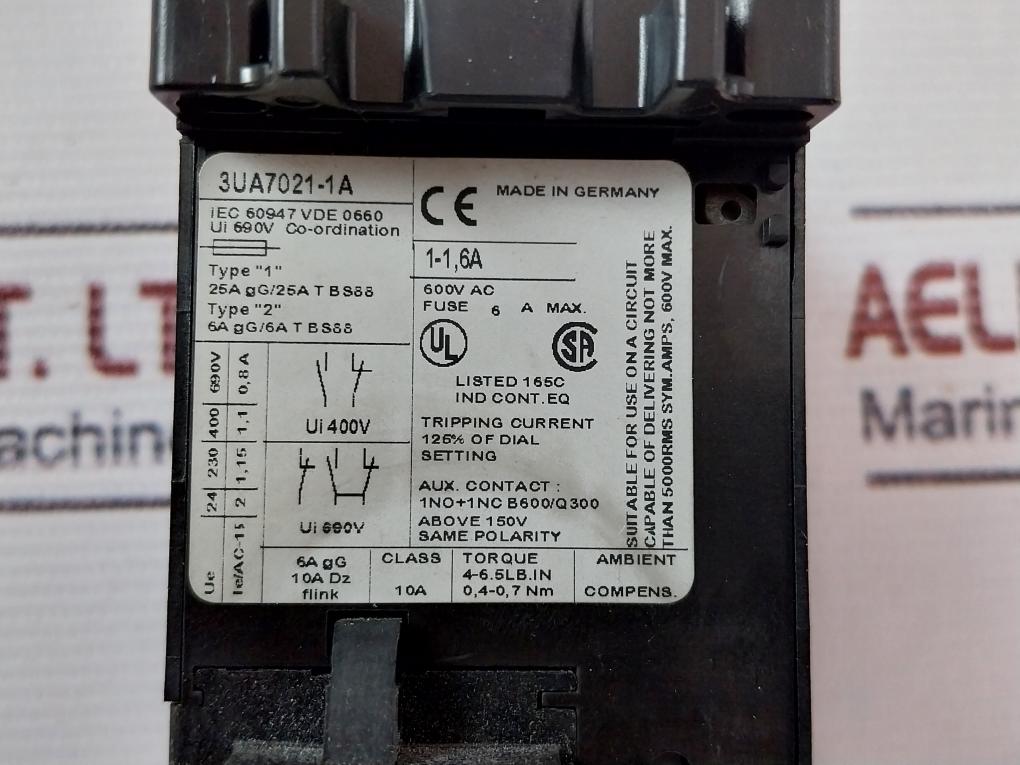 3UA7021-1A
IEC 60947 VDE 0660
Ui 690V Co-ordination
Type "1"
25A gG/25A T BS88
Type "2"
6A gG/6A T BS88
Ue 24 230 400 690V
Ie/AC-15 2 1,15 1,1 0,8 A
Ui 400V
Ui 690V
CE MADE IN GERMANY
1-1,6A
600V AC
FUSE 6 A MAX.
UL SA
LISTED 165C
IND CONT.EQ
TRIPPING CURRENT
125% OF DIAL
SETTING
AUX. CONTACT :
1NO+1NC B600/Q300
ABOVE 150V
SAME POLARITY
SUITABLE FOR USE ON A CIRCUIT
CAPABLE OF DELIVERING NOT MORE
THAN 5000RMS SYM.AMPS, 600V MAX.
6A gG
10A Dz
flink
CLASS
10A
TORQUE
4-6.5LB.IN
0,4-0,7 Nm
AMBIENT
COMPENS.
T. LT
achin
AEL
Marin